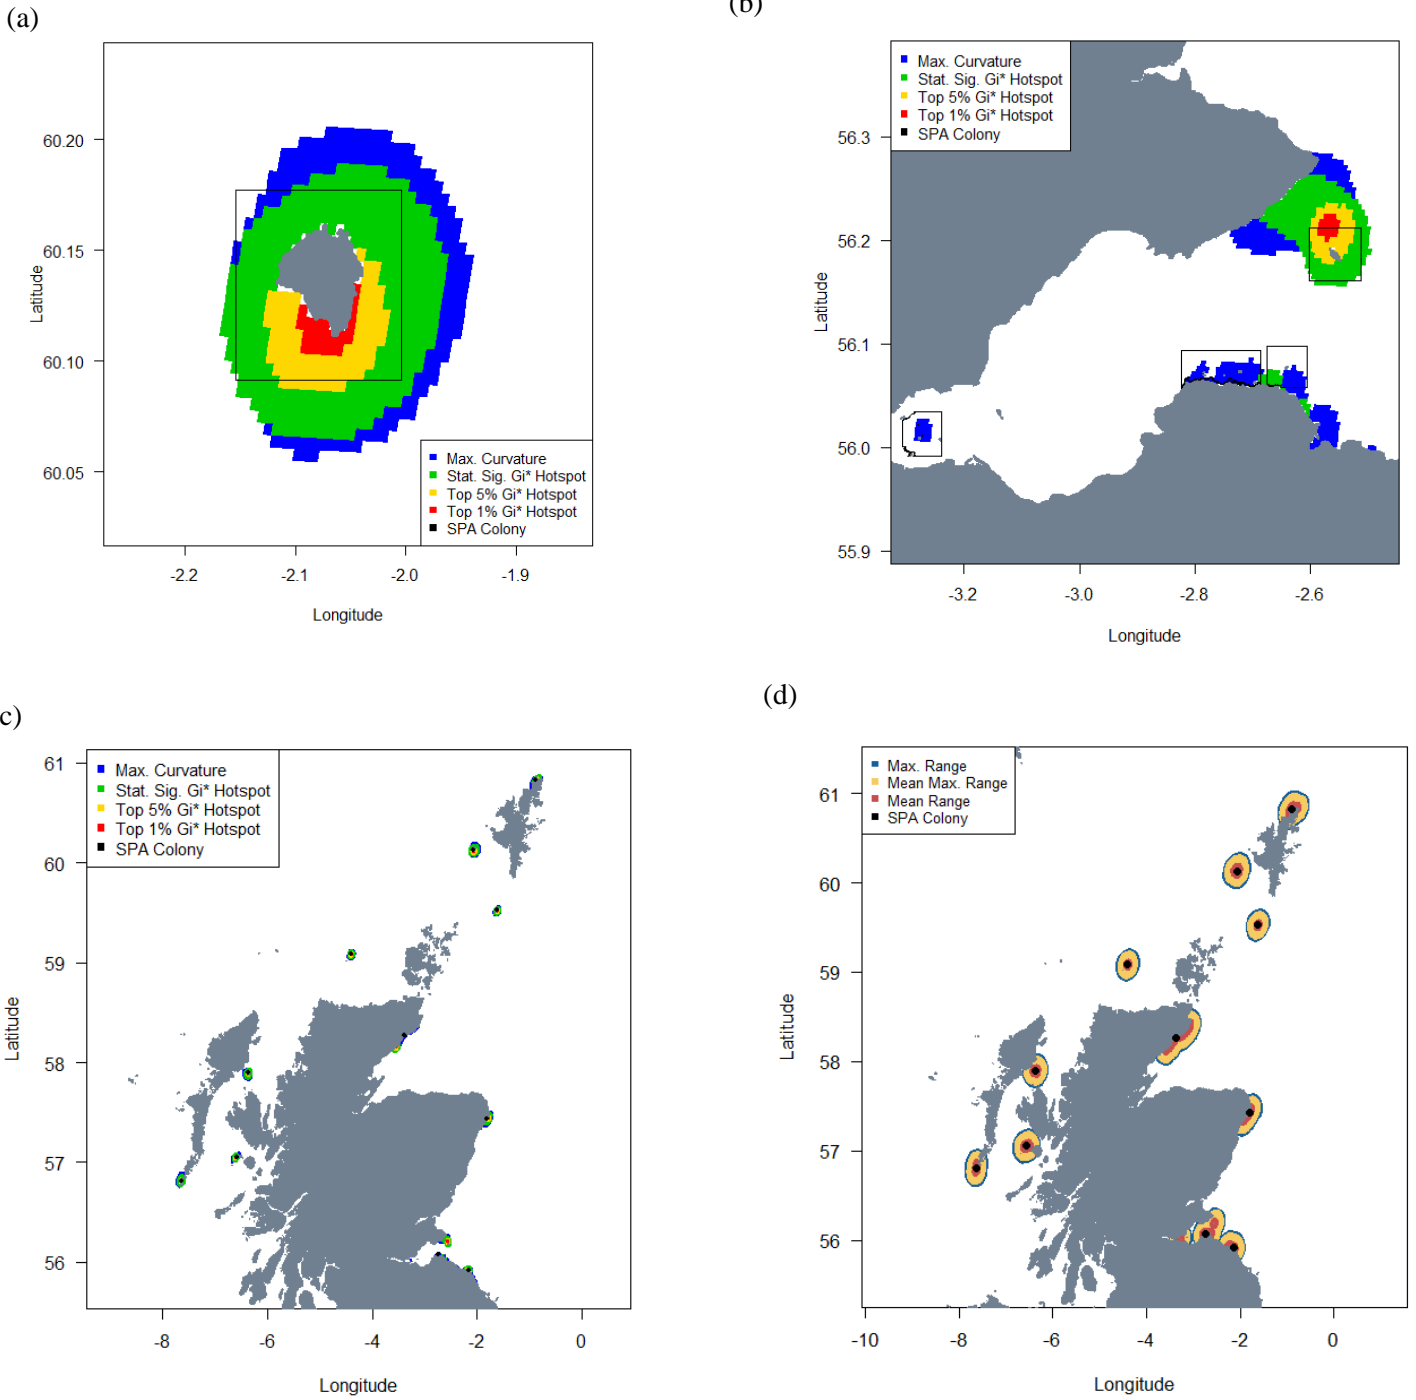 (a)
60.20
60.15
60.10
60.05
Latitude
Max. Curvature
Stat. Sig. Gi* Hotspot
Top 5% Gi* Hotspot
Top 1% Gi* Hotspot
SPA Colony
-2.2 -2.1 -2.0 -1.9
Longitude
(b)
Max. Curvature
Stat. Sig. Gi* Hotspot
Top 5% Gi* Hotspot
Top 1% Gi* Hotspot
SPA Colony
56.3
56.2
56.1
56.0
55.9
Latitude
-3.2 -3.0 -2.8 -2.6
Longitude
c)
Max. Curvature
Stat. Sig. Gi* Hotspot
Top 5% Gi* Hotspot
Top 1% Gi* Hotspot
SPA Colony
61
60
59
58
57
56
Latitude
-8 -6 -4 -2 0
Longitude
(d)
Max. Range
Mean Max. Range
Mean Range
SPA Colony
61
60
59
58
57
56
Latitude
-10 -8 -6 -4 -2 0
Longitude